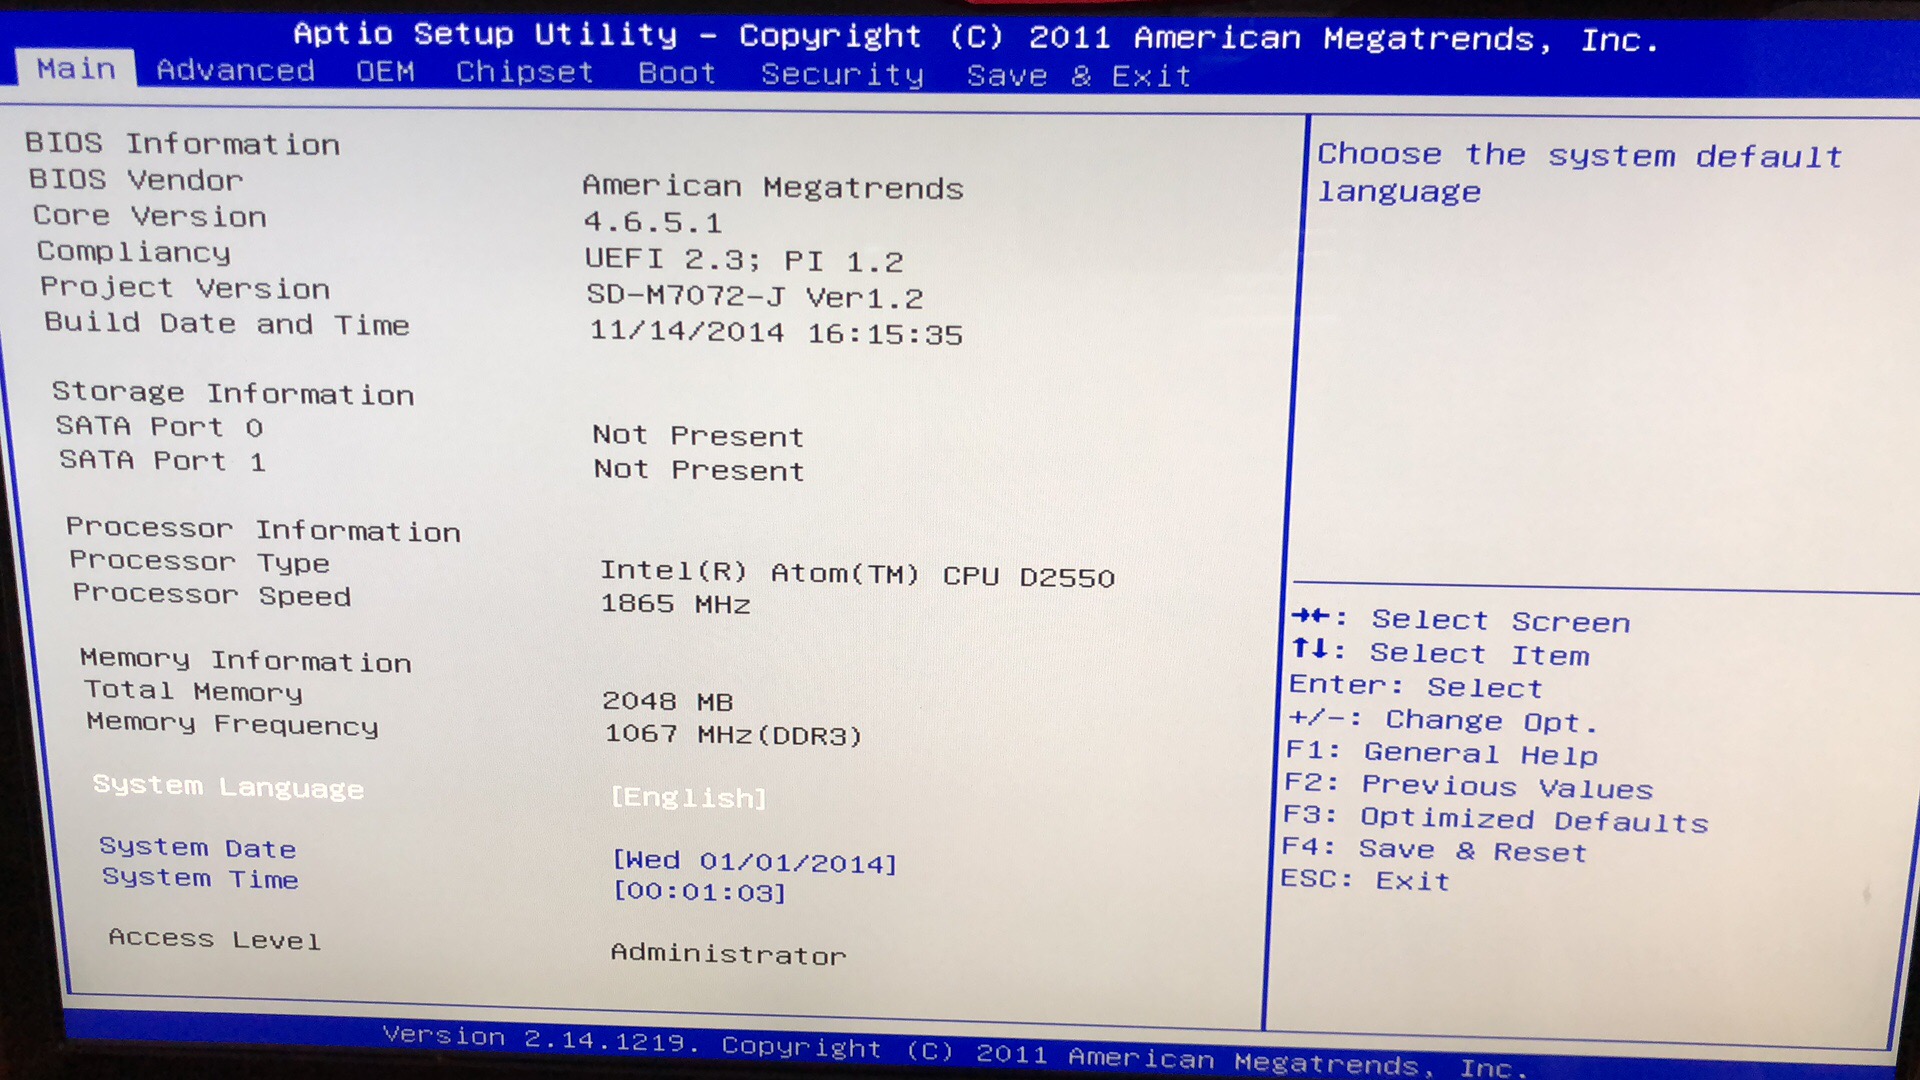 Aptio Setup Utility – Copyright (C) 2011 American Megatrends, Inc.
Main Advanced OEM Chipset Boot Security Save & Exit
BIOS Information
BIOS Vendor American Megatrends
Core Version 4.6.5.1
Compliancy UEFI 2.3; PI 1.2
Project Version SD-M7072-J Ver1.2
Build Date and Time 11/14/2014 16:15:35
Storage Information
SATA Port 0 Not Present
SATA Port 1 Not Present
Processor Information
Processor Type Intel(R) Atom(TM) CPU D2550
Processor Speed 1865 MHz
Memory Information
Total Memory 2048 MB
Memory Frequency 1067 MHz(DDR3)
System Language [English]
System Date [Wed 01/01/2014]
System Time [00:01:03]
Access Level Administrator
Choose the system default
language
→←: Select Screen
↑↓: Select Item
Enter: Select
+/-: Change Opt.
F1: General Help
F2: Previous Values
F3: Optimized Defaults
F4: Save & Reset
ESC: Exit
Version 2.14.1219. Copyright (C) 2011 American Megatrends, Inc.